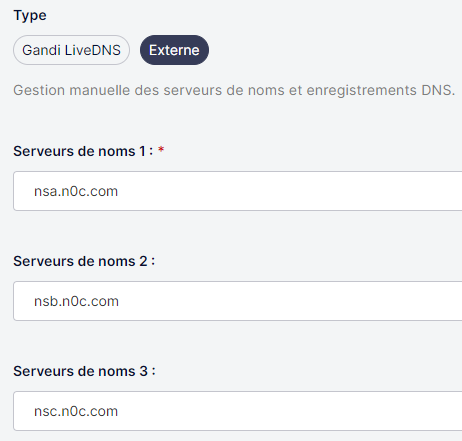 Type
Gandi LiveDNS Externe
Gestion manuelle des serveurs de noms et enregistrements DNS.
Serveurs de noms 1 : *
nsa.n0c.com
Serveurs de noms 2 :
nsb.n0c.com
Serveurs de noms 3 :
nsc.n0c.com